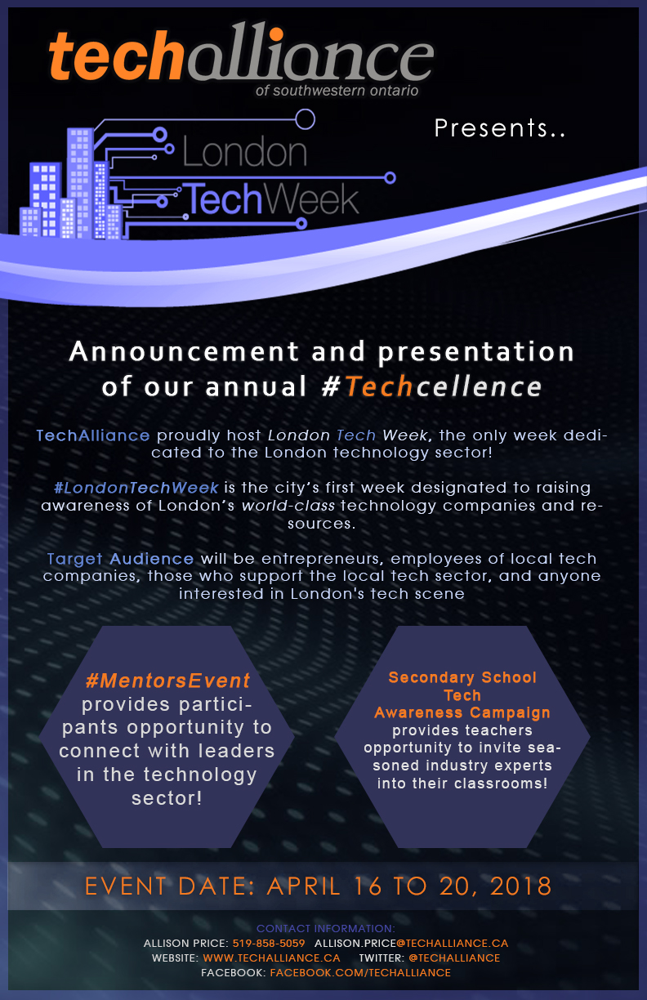 techalliance
of southwestern ontario
Presents..
London
TechWeek
Announcement and presentation
of our annual #Techcellence
TechAlliance proudly host London Tech Week, the only week dedi-
cated to the London technology sector!
#LondonTechWeek is the city's first week designated to raising
awareness of London's world-class technology companies and re-
sources.
Target Audience will be entrepreneurs, employees of local tech
companies, those who support the local tech sector, and anyone
interested in London's tech scene
#MentorsEvent
provides partici-
pants opportunity to
connect with leaders
in the technology
sector!
Secondary School
Tech
Awareness Campaign
provides teachers
opportunity to invite sea-
soned industry experts
into their classrooms!
EVENT DATE: APRIL 16 TO 20, 2018
CONTACT INFORMATION:
ALLISON PRICE: 519-858-5059 ALLISON.PRICE@TECHALLIANCE.CA
WEBSITE: WWW.TECHALLIANCE.CA TWITTER: @TECHALLIANCE
FACEBOOK: FACEBOOK.COM/TECHALLIANCE